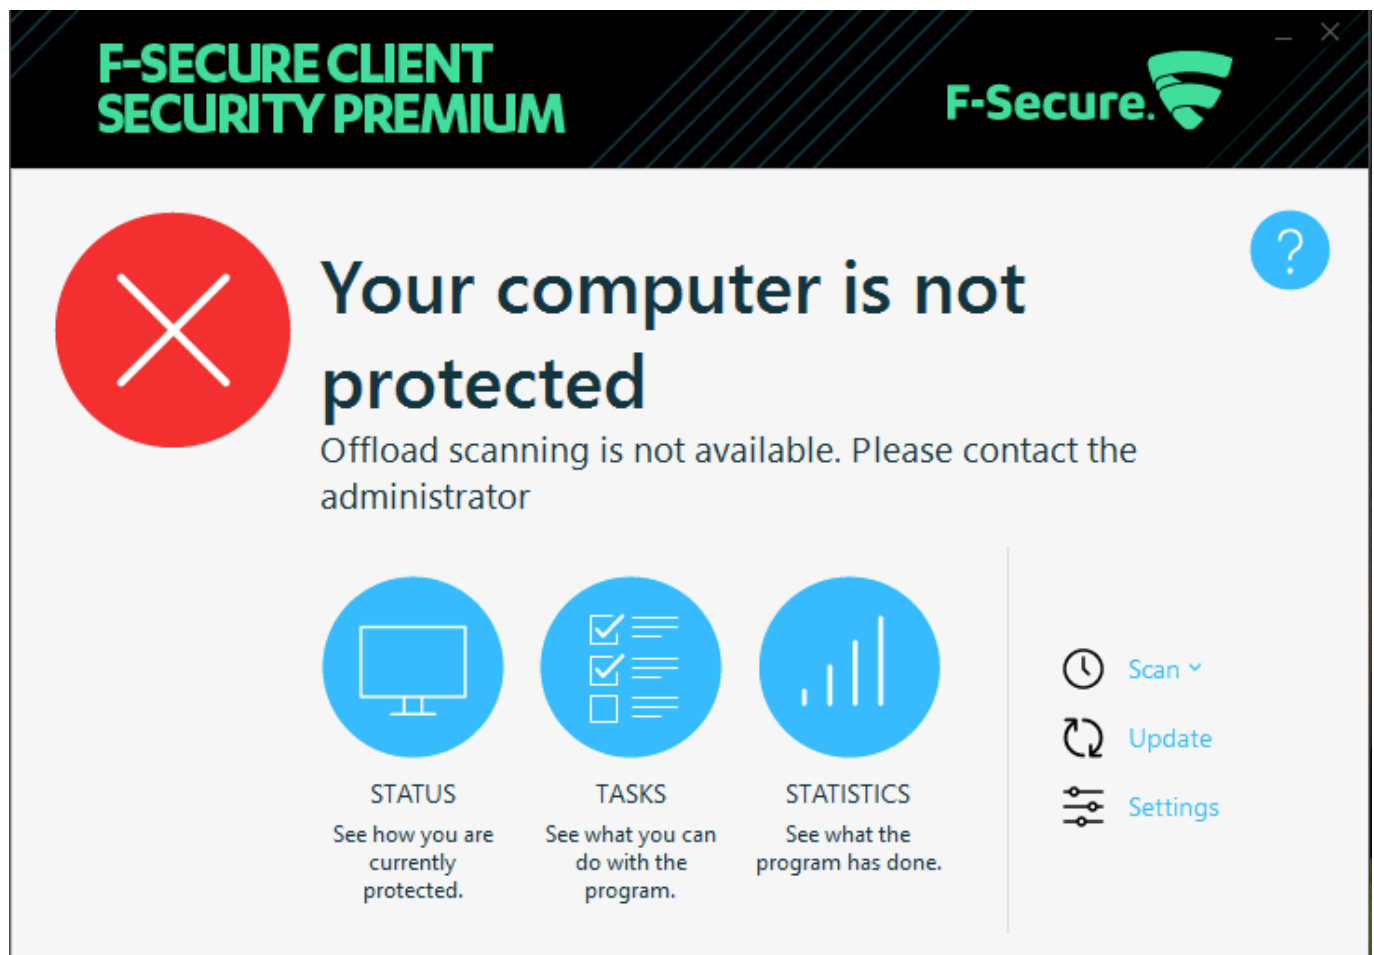 F-SECURE CLIENT
SECURITY PREMIUM
F-Secure.
Your computer is not
protected
Offload scanning is not available. Please contact the
administrator
?
STATUS
See how you are
currently
protected.
TASKS
See what you can
do with the
program.
STATISTICS
See what the
program has done.
Scan
Update
Settings